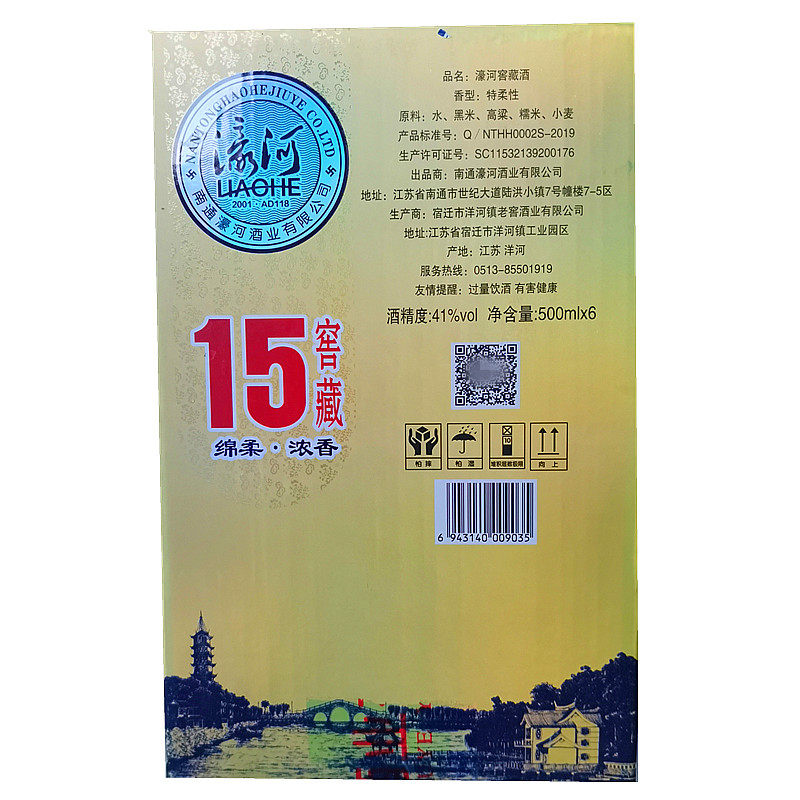 NANTONGHAOHEJIUYE CO.LTD
濠河
LIAOHE
2001·AD118
南通濠河酒业有限公司
15
窖藏
绵柔·浓香
品名：濠河窖藏酒
香型：特柔性
原料：水、黑米、高粱、糯米、小麦
产品标准号：Q／NTHH0002S-2019
生产许可证号：SC11532139200176
出品商：南通濠河酒业有限公司
地址：江苏省南通市世纪大道陆洪小镇7号幢楼7-5区
生产商：宿迁市洋河镇老窖酒业有限公司
地址:江苏省宿迁市洋河镇工业园区
产地：江苏 洋河
服务热线：0513-85501919
友情提醒：过量饮酒 有害健康
酒精度:41%vol 净含量:500mlx6
10
怕摔
怕湿
堆积层数极限
向上
6 943140 009035